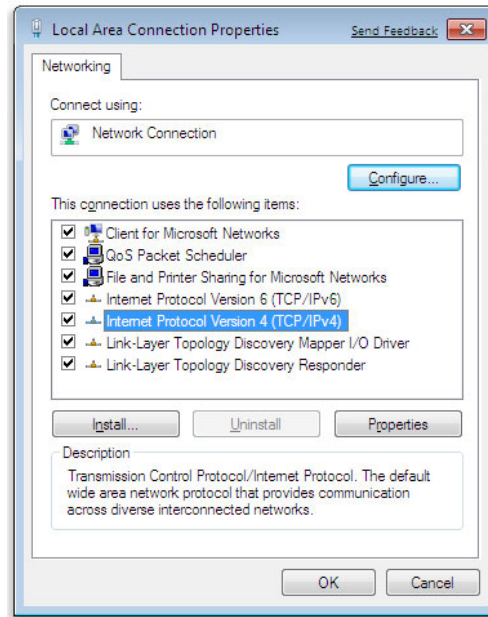 Local Area Connection Properties
Send Feedback
Networking
Connect using:
Network Connection
Configure...
This connection uses the following items:
Client for Microsoft Networks
QoS Packet Scheduler
File and Printer Sharing for Microsoft Networks
Internet Protocol Version 6 (TCP/IPv6)
Internet Protocol Version 4 (TCP/IPv4)
Link-Layer Topology Discovery Mapper I/O Driver
Link-Layer Topology Discovery Responder
Install...
Uninstall
Properties
Description
Transmission Control Protocol/Internet Protocol. The default
wide area network protocol that provides communication
across diverse interconnected networks.
OK
Cancel